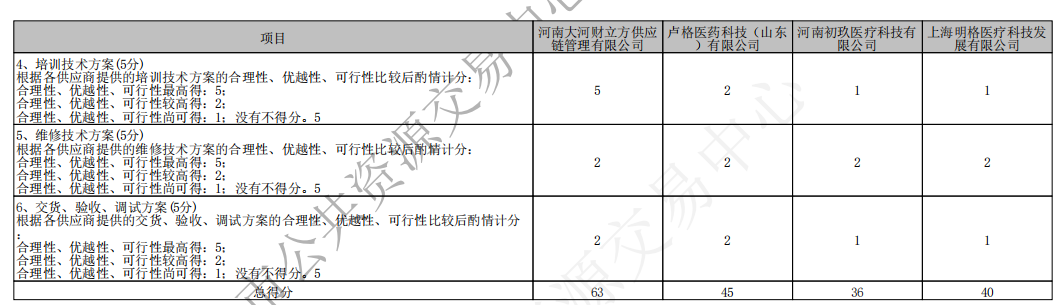 项目 河南大河财立方供应 卢格医药科技（山东 河南初玖医疗科技有 上海明格医疗科技发
链管理有限公司 ）有限公司 限公司 展有限公司
4、培训技术方案(5分)
根据各供应商提供的培训技术方案的合理性、优越性、可行性比较后酌情计分：
合理性、优越性、可行性最高得：5；
合理性、优越性、可行性较高得：2；
合理性、优越性、可行性尚可得：1；没有不得分。5
5 2 1 1
5、维修技术方案(5分)
根据各供应商提供的维修技术方案的合理性、优越性、可行性比较后酌情计分：
合理性、优越性、可行性最高得：5；
合理性、优越性、可行性较高得：2；
合理性、优越性、可行性尚可得：1；没有不得分。5
2 2 2 2
6、交货、验收、调试方案(5分)
根据各供应商提供的交货、验收、调试方案的合理性、优越性、可行性比较后酌情计分
：
合理性、优越性、可行性最高得：5；
合理性、优越性、可行性较高得：2；
合理性、优越性、可行性尚可得：1；没有不得分。5
2 2 1 1
总得分 63 45 36 40
市公共资源交易中心
资源交易中心